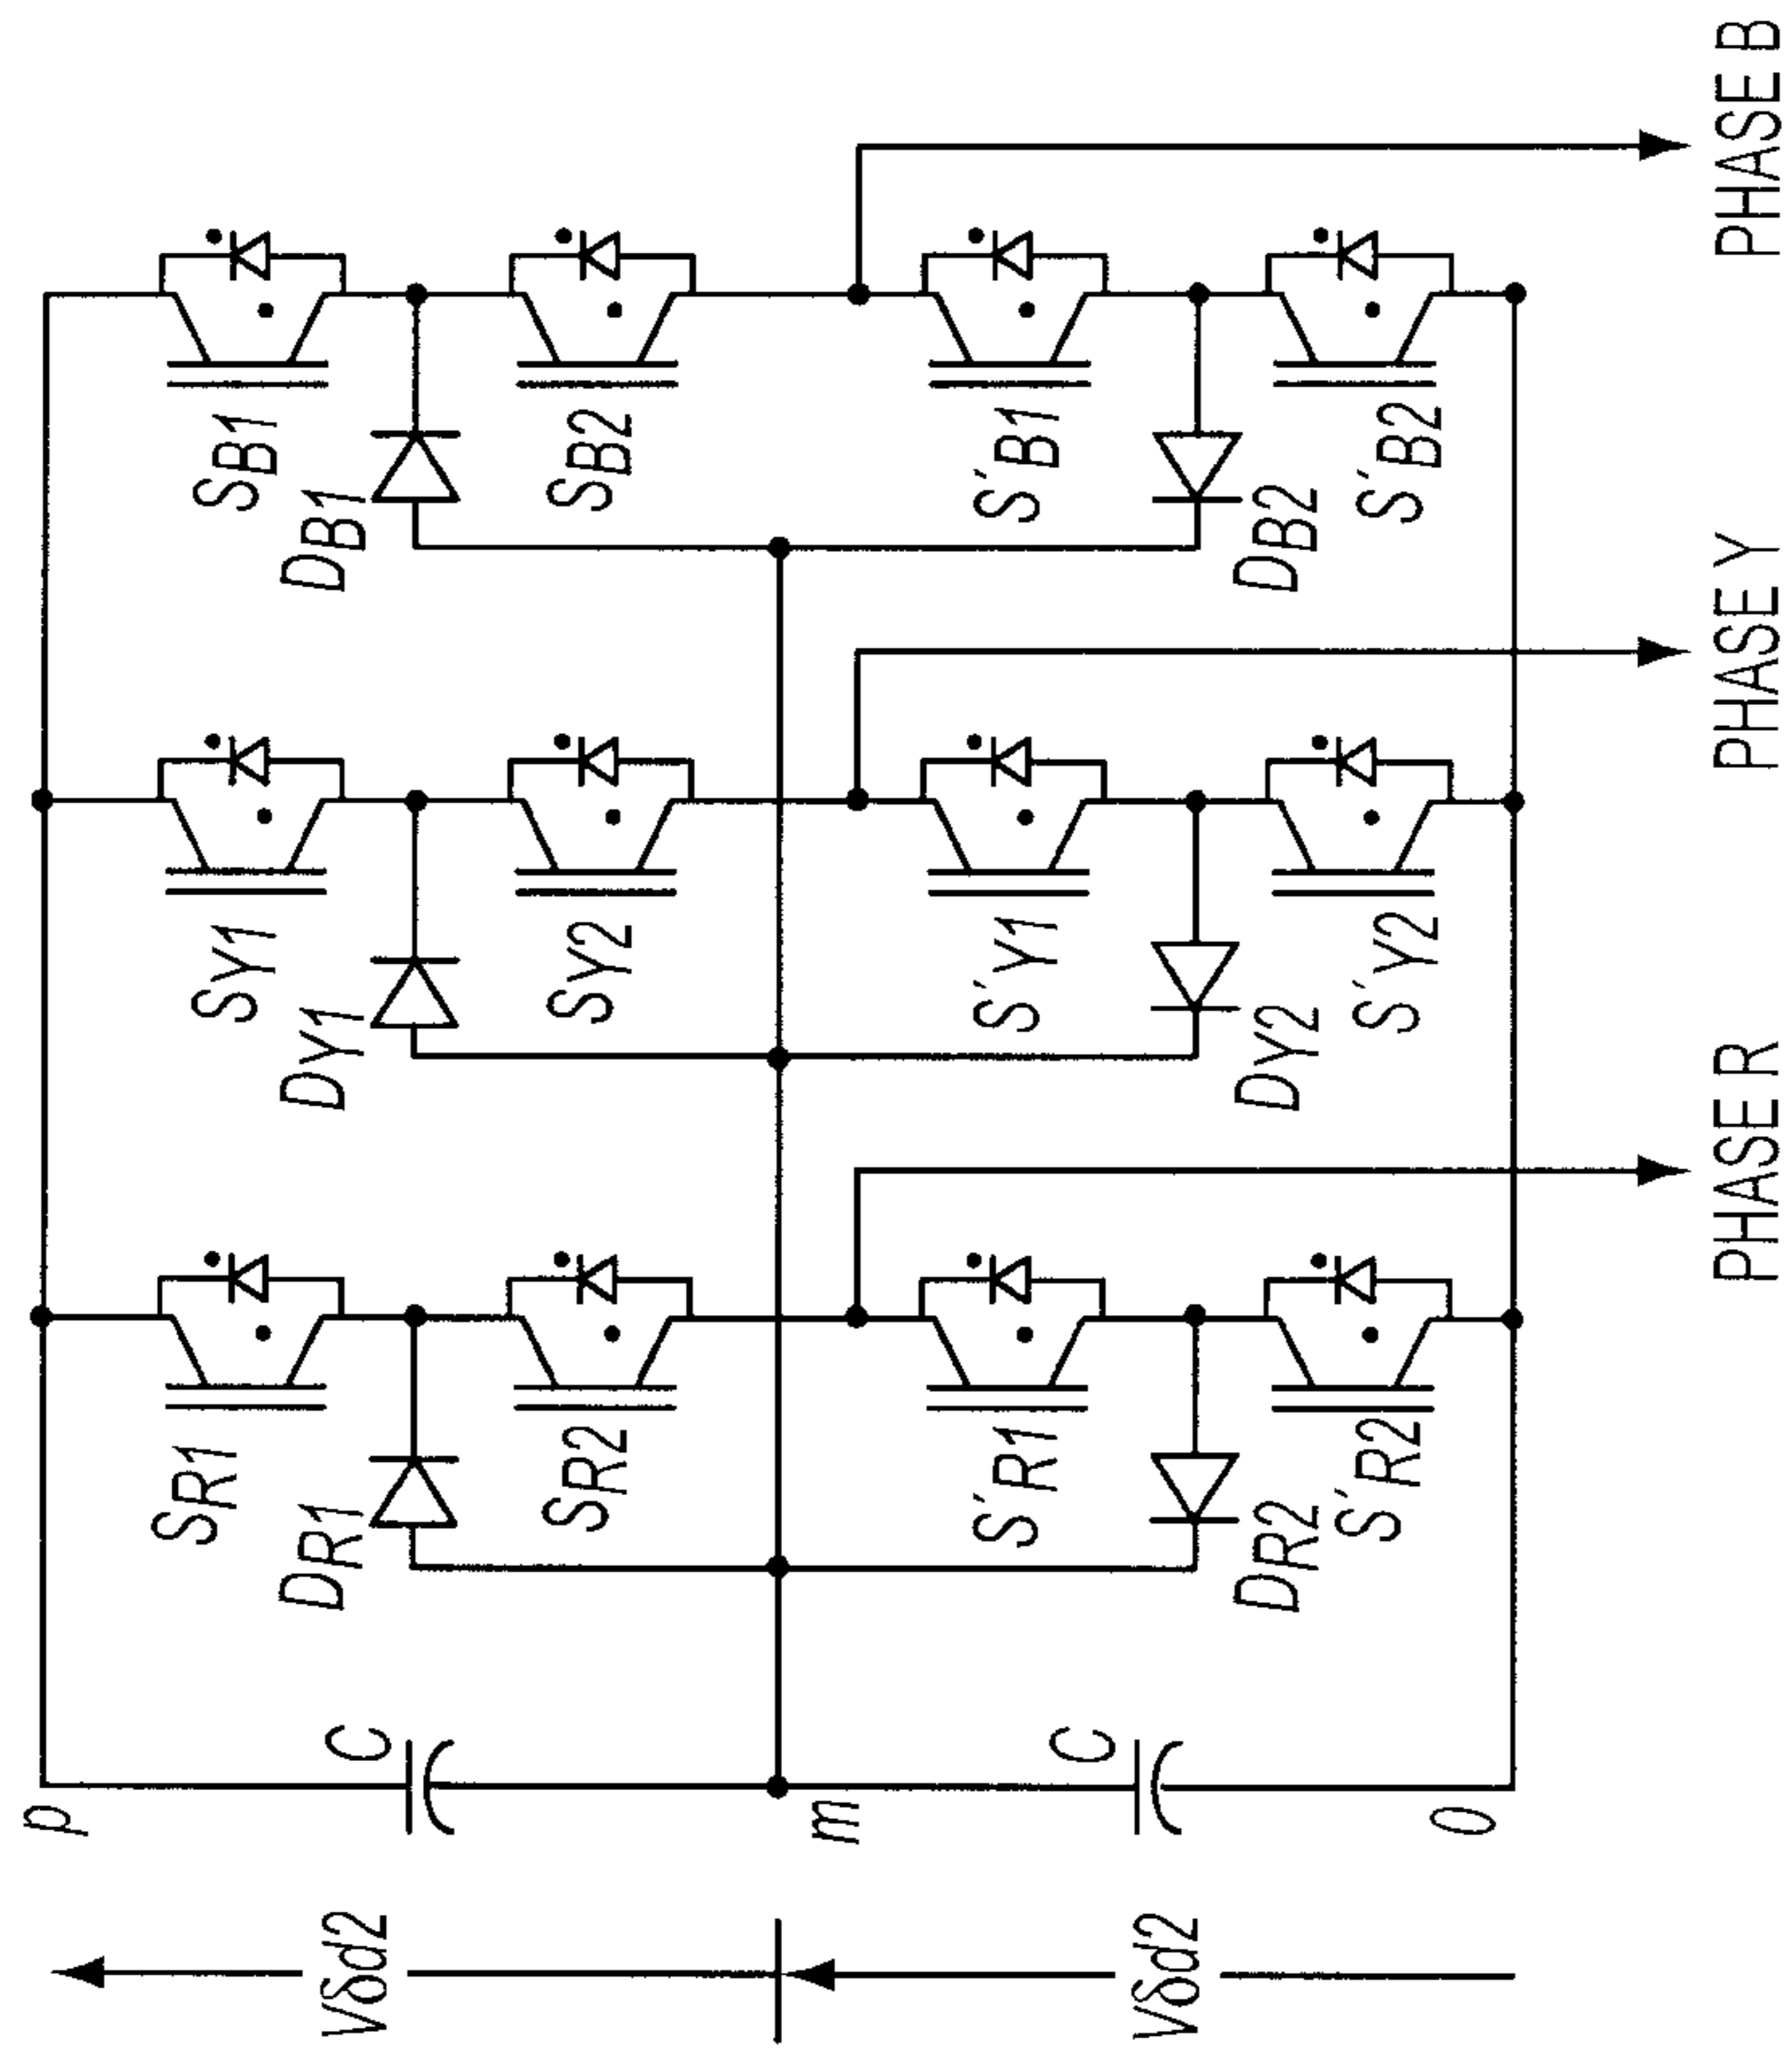 p
m
0
Vδd2
Vδd2
C
C
SR1
DR1
SR2
S'R1
DR2
S'R2
SY1
DY1
SY2
S'Y1
DY2
S'Y2
SB1
DB1
SB2
S'B1
DB2
S'B2
PHASE R
PHASE Y
PHASE B